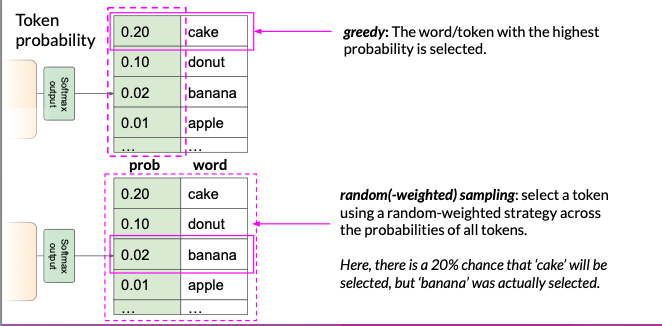 Token
probability
Softmax
output
0.20 cake
0.10 donut
0.02 banana
0.01 apple
... ...
prob word
greedy: The word/token with the highest
probability is selected.
Softmax
output
0.20 cake
0.10 donut
0.02 banana
0.01 apple
... ...
random(-weighted) sampling: select a token
using a random-weighted strategy across
the probabilities of all tokens.
Here, there is a 20% chance that ‘cake’ will be
selected, but ‘banana’ was actually selected.